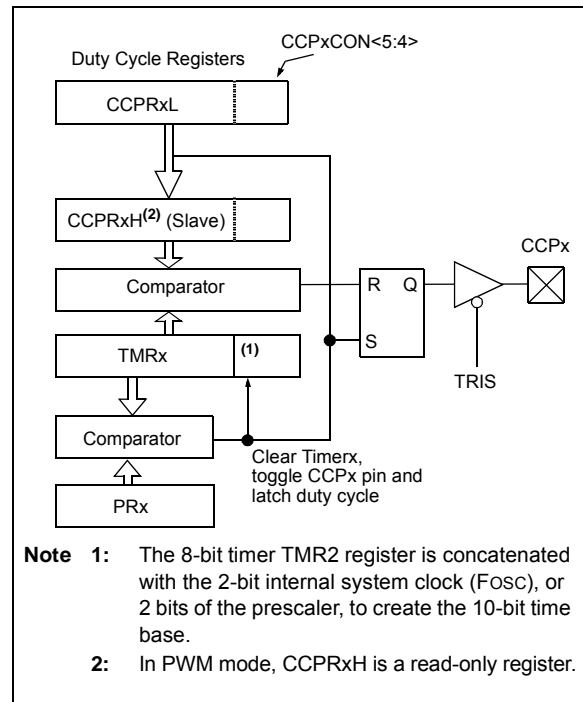 CCPxCON<5:4>
Duty Cycle Registers
CCPRxL
CCPRxH(2) (Slave)
CCPx
Comparator
R Q
TMRx (1)
S
TRIS
Comparator
Clear Timerx,
toggle CCPx pin and
latch duty cycle
PRx
Note 1: The 8-bit timer TMR2 register is concatenated
with the 2-bit internal system clock (FOSC), or
2 bits of the prescaler, to create the 10-bit time
base.
2: In PWM mode, CCPRxH is a read-only register.